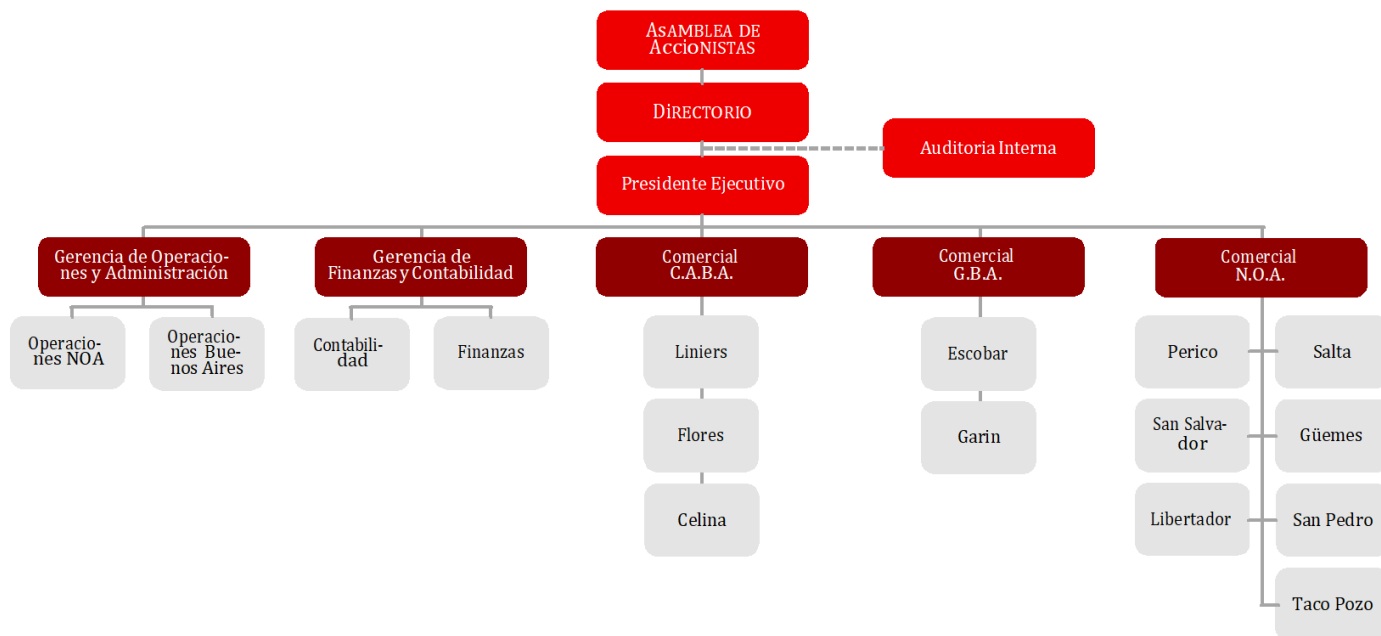 ASAMBLEA DE
AccioNISTAS
DiRECTORIO
Auditoria Interna
Presidente Ejecutivo
Gerencia de Operacio-
nes y Administración
Gerencia de
Finanzas y Contabilidad
Comercial
C.A.B.A.
Comercial
G.B.A.
Comercial
N.O.A.
Operacio-
nes NOA
Operacio-
nes Bue-
nos Aires
Contabili-
dad
Finanzas
Liniers
Flores
Celina
Escobar
Garin
Perico
Salta
San Salva-
dor
Güemes
Libertador
San Pedro
Taco Pozo